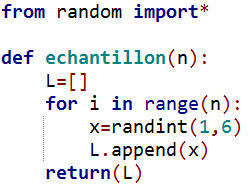 from random import*
def echantillon(n):
    L=[]
    for i in range(n):
        x=randint(1,6)
        L.append(x)
    return(L)